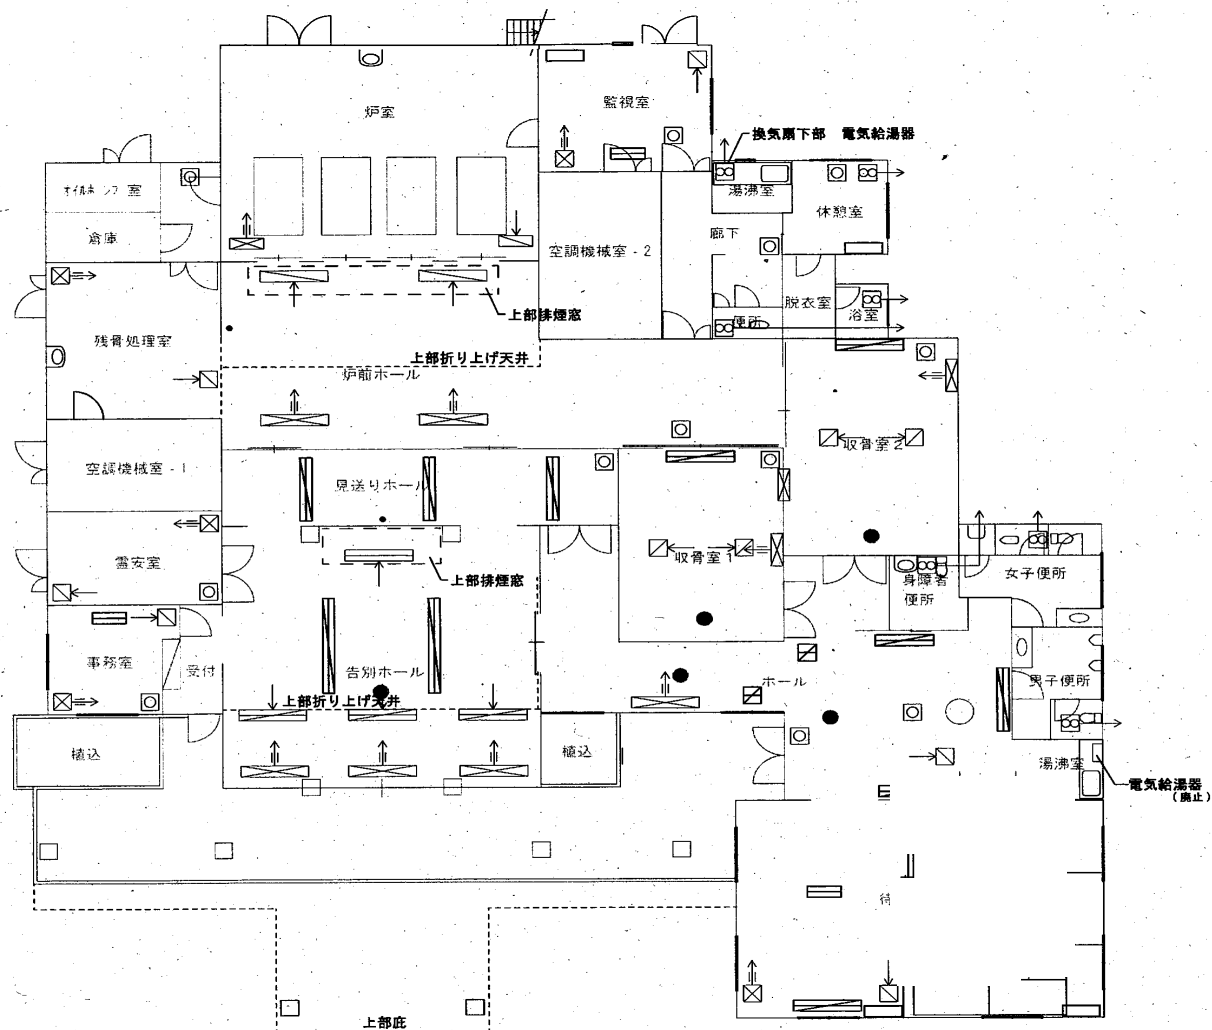 炉室
監視室
換気扇下部 電気給湯器
湯沸室
休憩室
倉庫
廊下
空調機械室 - 2
脱衣室
浴室
便所
上部排煙窓
残骨処理室
上部折り上げ天井
炉前ホール
収骨室 2
空調機械室 - 1
見送りホール
霊安室
収骨室 1
上部排煙窓
身障者
便所
女子便所
事務室
受付
告別ホール
ホール
男子便所
上部折り上げ天井
植込
植込
湯沸室
電気給湯器
(廃止)
待
上部庇